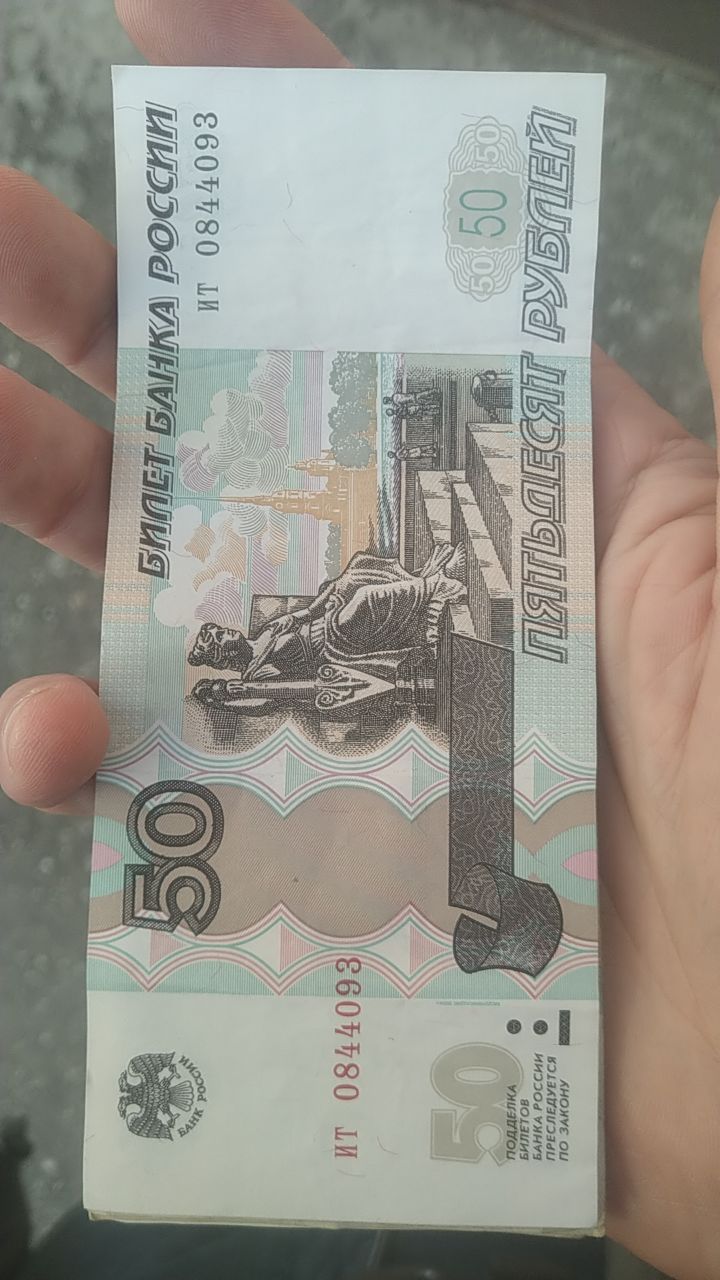 БАНК РОССИИ
50
БИЛЕТ БАНКА РОССИИ
ИТ 0844093
ИТ 0844093
50
ПОДДЕЛКА
БИЛЕТОВ
БАНКА РОССИИ
ПРЕСЛЕДУЕТСЯ
ПО ЗАКОНУ
50 50 50
ПЯТЬДЕСЯТ РУБЛЕЙ